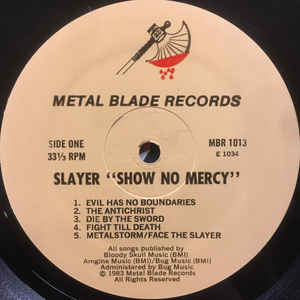 METAL BLADE RECORDS
SIDE ONE
33⅓ RPM
MBR 1013
E 1034
SLAYER "SHOW NO MERCY"
1. EVIL HAS NO BOUNDARIES
2. THE ANTICHRIST
3. DIE BY THE SWORD
4. FIGHT TILL DEATH
5. METALSTORM/FACE THE SLAYER
All songs published by
Bloody Skull Music (BMI)
Amgine Music (BMI)/Bug Music (BMI)
Administared by Bug Music
© 1983 Metal Blade Records
All Rights Reserved